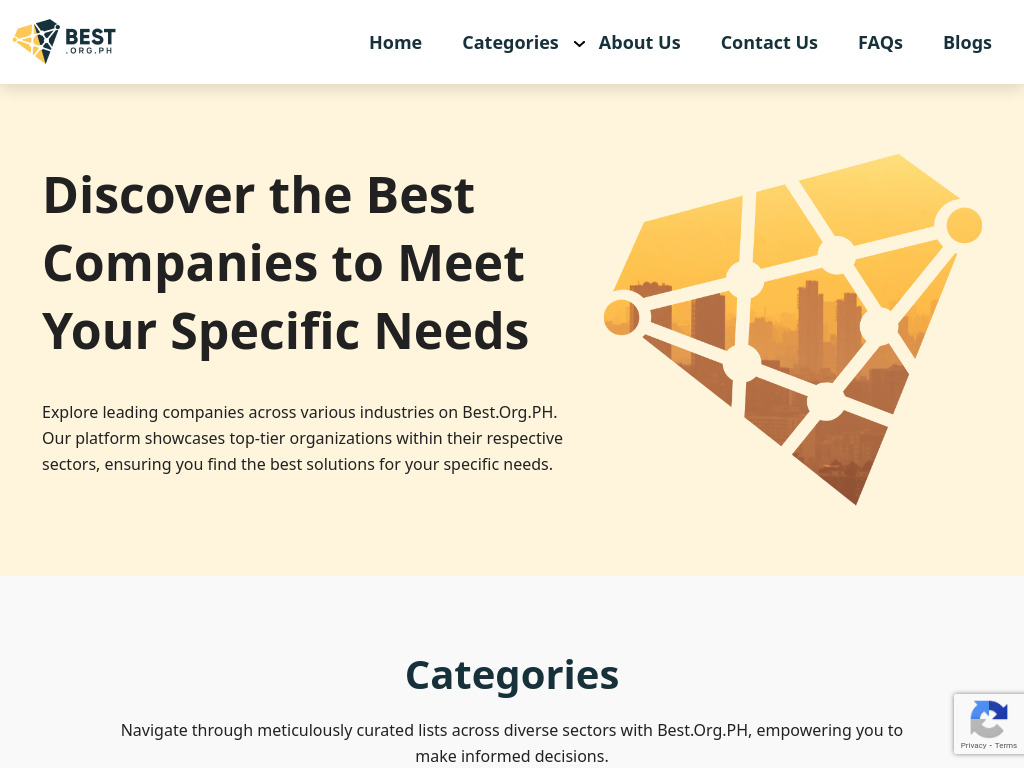 BEST
.ORG.PH
Home
Categories
About Us
Contact Us
FAQs
Blogs
Discover the Best
Companies to Meet
Your Specific Needs
Explore leading companies across various industries on Best.Org.PH.
Our platform showcases top-tier organizations within their respective
sectors, ensuring you find the best solutions for your specific needs.
Categories
Navigate through meticulously curated lists across diverse sectors with Best.Org.PH, empowering you to
make informed decisions.
Privacy - Terms